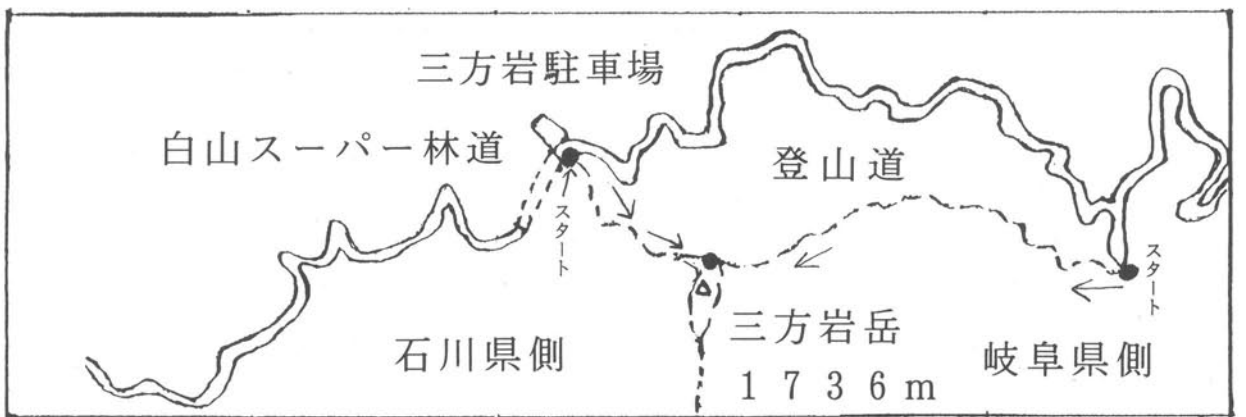 三方岩駐車場
白山スーパー林道
登山道
スタート
スタート
三方岩岳
1736m
石川県側
岐阜県側